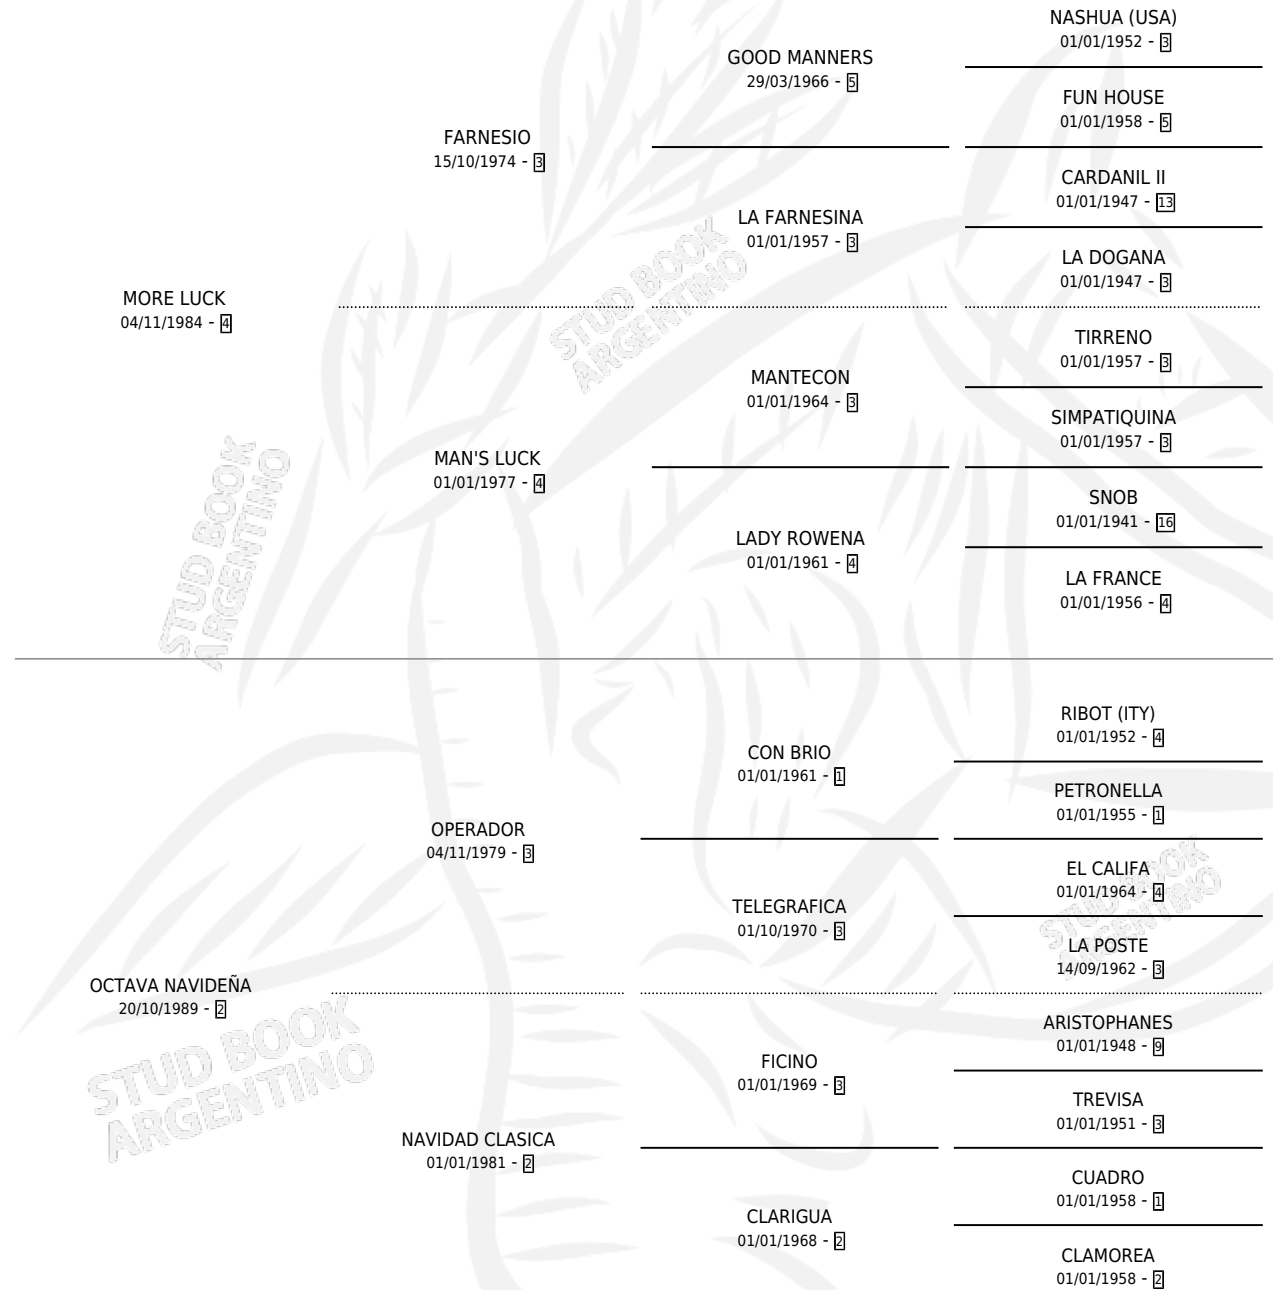 NASHUA (USA)
01/01/1952 - 3
GOOD MANNERS
29/03/1966 - 5
FUN HOUSE
01/01/1958 - 5
FARNESIO
15/10/1974 - 3
CARDANIL II
01/01/1947 - 13
LA FARNESINA
01/01/1957 - 3
LA DOGANA
01/01/1947 - 3
MORE LUCK
04/11/1984 - 4
TIRRENO
01/01/1957 - 3
MANTECON
01/01/1964 - 3
SIMPATIQUINA
01/01/1957 - 3
MAN'S LUCK
01/01/1977 - 4
SNOB
01/01/1941 - 16
LADY ROWENA
01/01/1961 - 4
LA FRANCE
01/01/1956 - 4
RIBOT (ITY)
01/01/1952 - 4
CON BRIO
01/01/1961 - 1
PETRONELLA
01/01/1955 - 1
OPERADOR
04/11/1979 - 3
EL CALIFA
01/01/1964 - 4
TELEGRAFICA
01/10/1970 - 3
LA POSTE
14/09/1962 - 3
OCTAVA NAVIDEÑA
20/10/1989 - 2
ARISTOPHANES
01/01/1948 - 9
FICINO
01/01/1969 - 3
TREVISA
01/01/1951 - 3
NAVIDAD CLASICA
01/01/1981 - 2
CUADRO
01/01/1958 - 1
CLARIGUA
01/01/1968 - 2
CLAMOREA
01/01/1958 - 2
STUD BOOK
ARGENTINO
STUD BOOK
ARGENTINO
STUD BOOK
ARGENTINO
STUD BOOK
ARGENTINO